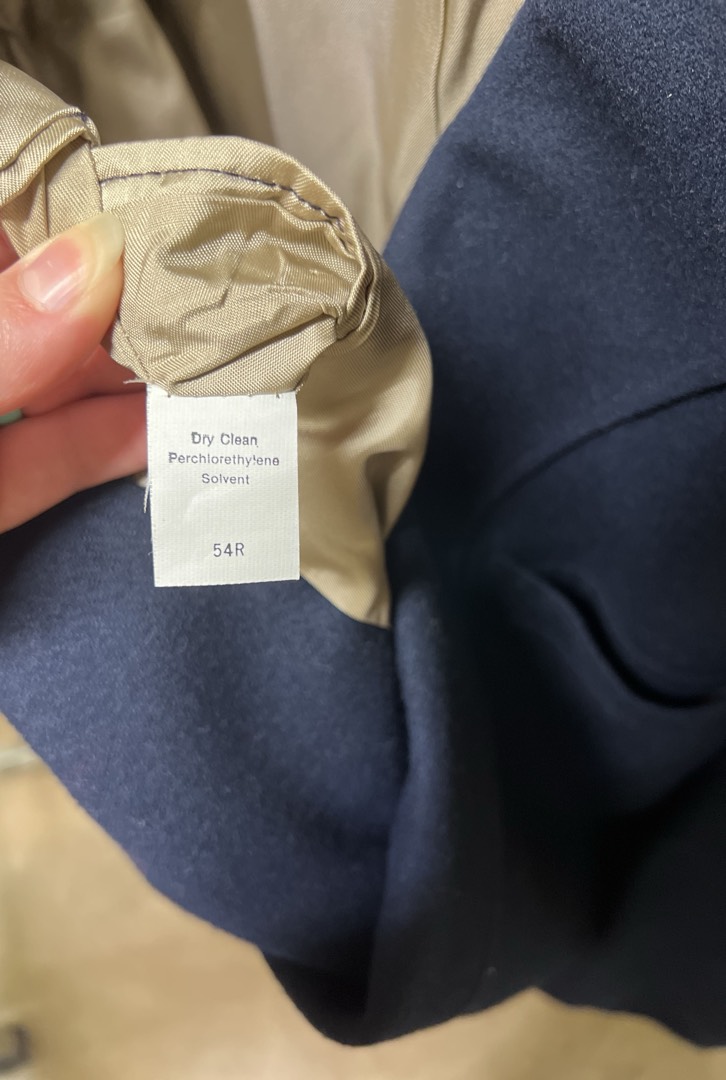 Dry Clean
Perchlorethylene
Solvent
54R